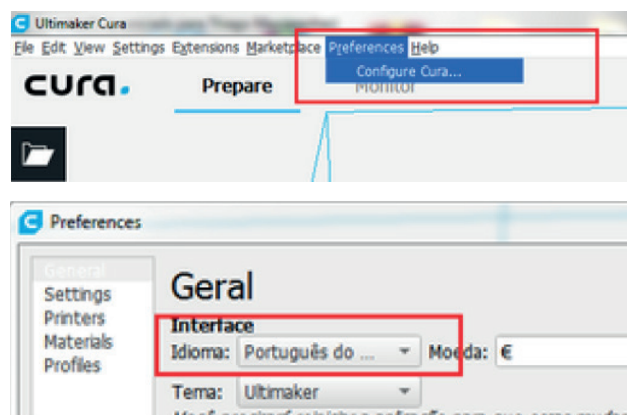 Ultimaker Cura
File Edit View Settings Extensions Marketplace Preferences Help
Configure Cura...
cura.
Prepare
Monitor
Preferences
General
Settings
Printers
Materials
Profiles
Geral
Interface
Idioma: Português do ... Moeda: €
Tema: Ultimaker